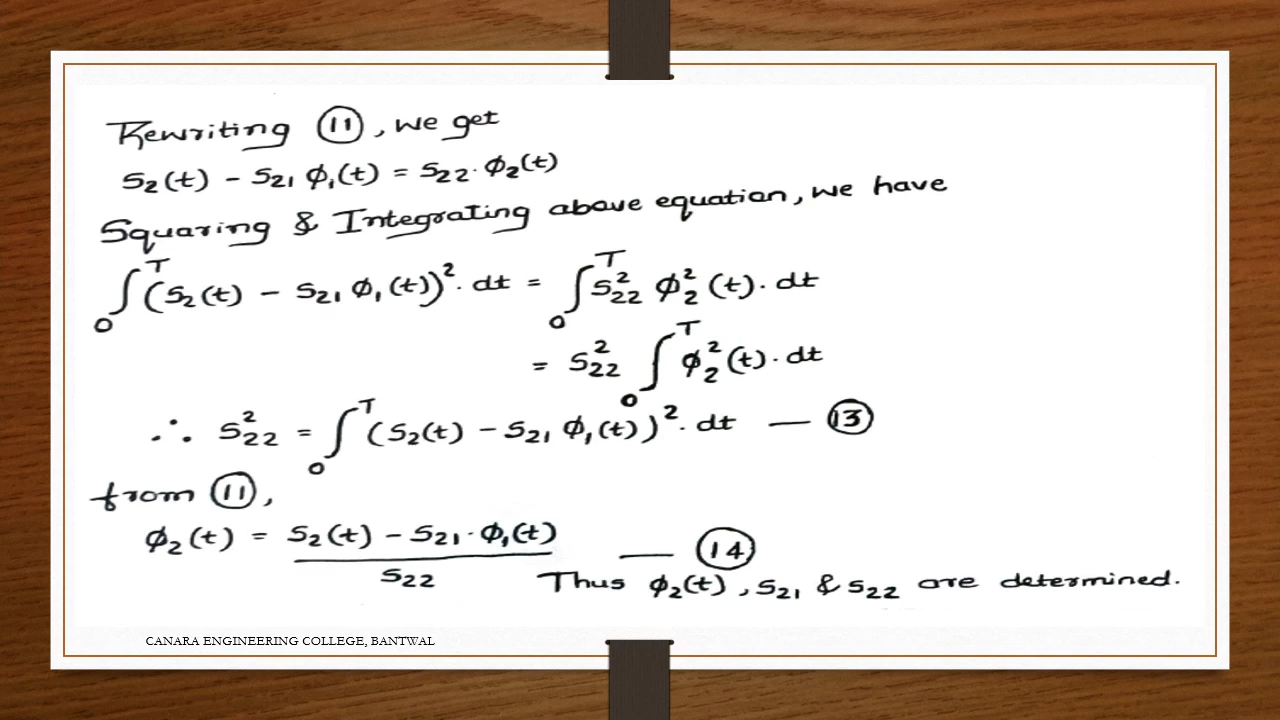 Rewriting ⑪, we get
S₂(t) - S₂₁ ϕ₁(t) = S₂₂· ϕ₂(t)
Squaring & Integrating above equation, we have
∫₀ᵀ (S₂(t) - S₂₁ ϕ₁(t))². dt = ∫₀ᵀ S₂₂² ϕ₂²(t). dt
= S₂₂² ∫₀ᵀ ϕ₂²(t). dt
∴ S₂₂² = ∫₀ᵀ (S₂(t) - S₂₁ ϕ₁(t))². dt — ⑬
from ⑪,
ϕ₂(t) = S₂(t) - S₂₁· ϕ₁(t) — ⑭
S₂₂ Thus ϕ₂(t), S₂₁ & S₂₂ are determined.
CANARA ENGINEERING COLLEGE, BANTWAL